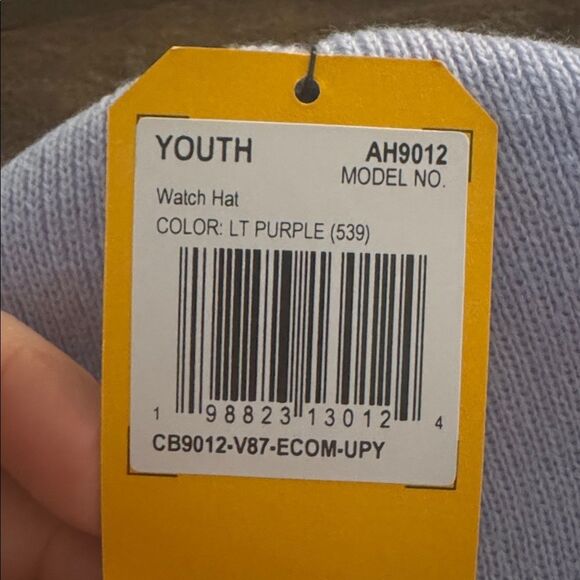 YOUTH AH9012
MODEL NO.
Watch Hat
COLOR: LT PURPLE (539)
1 98823 13012 4
CB9012-V87-ECOM-UPY